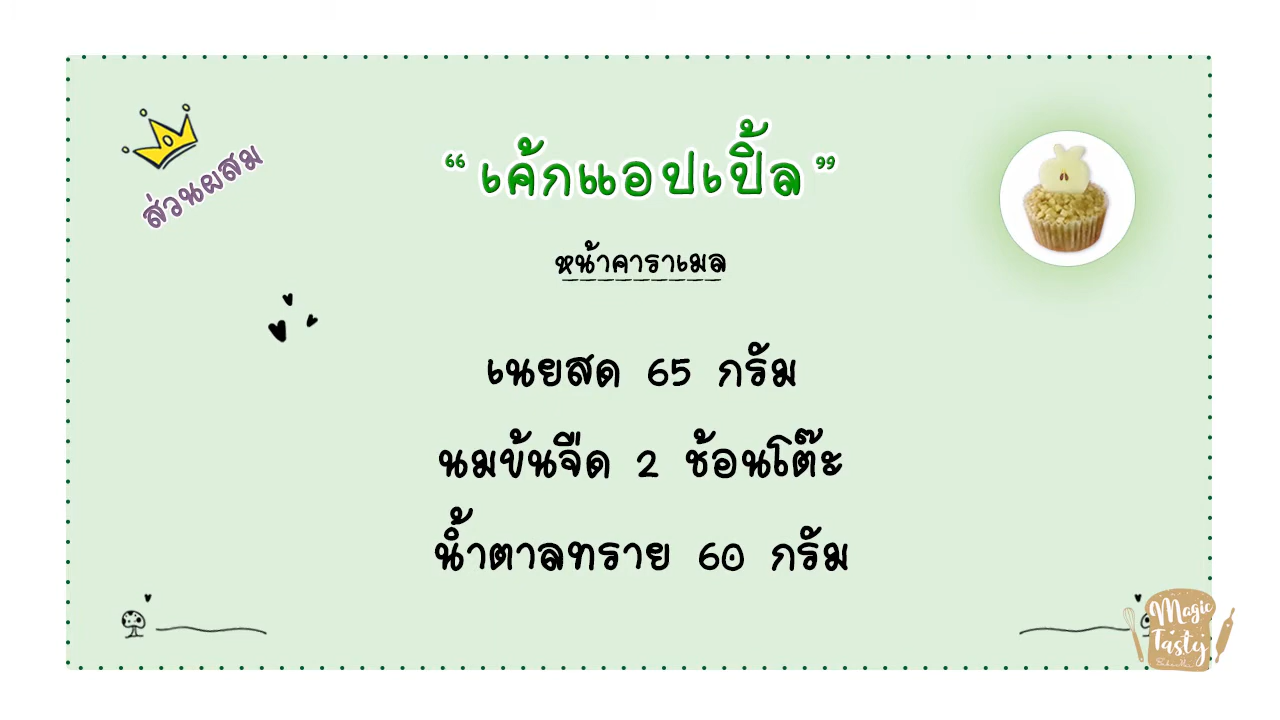 ส่วนผสม
“เค้กแอปเปิ้ล”
หน้าคาราเมล
เนยสด 65 กรัม
นมข้นจืด 2 ช้อนโต๊ะ
น้ำตาลทราย 60 กรัม
Magic
Tasty